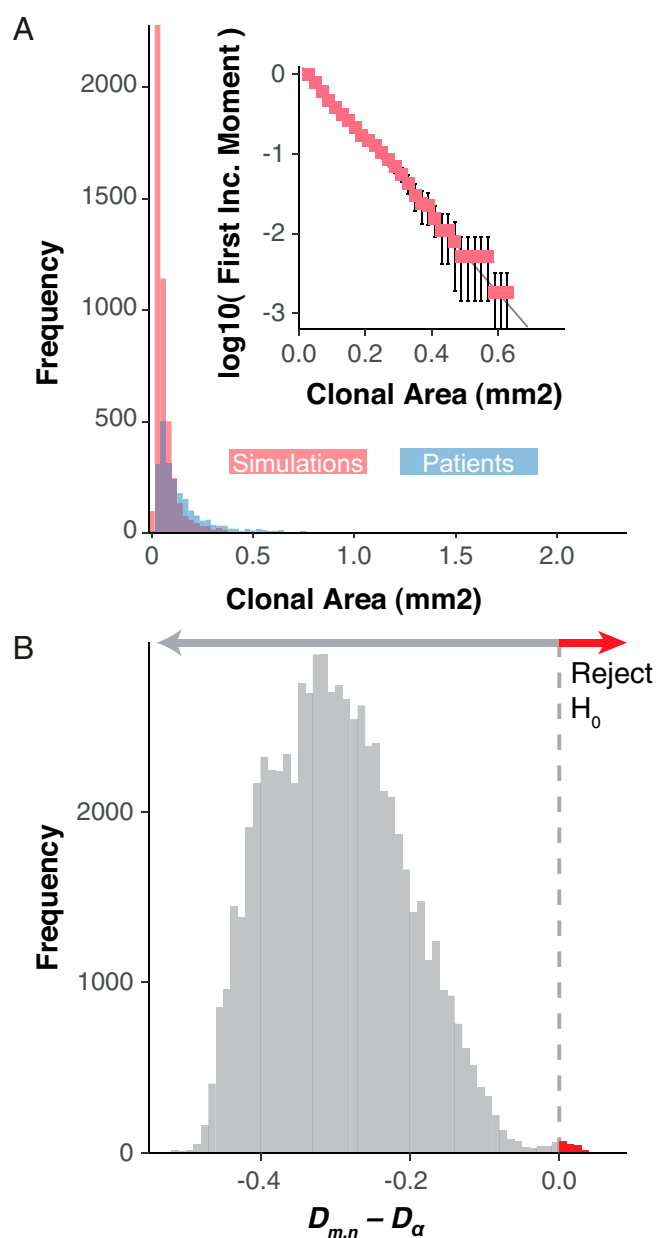 A
Frequency
2000
1500
1000
500
0
0
0.5
1.0
1.5
2.0
Clonal Area (mm2)
log10( First Inc. Moment )
0
-1
-2
-3
0.0
0.2
0.4
0.6
Clonal Area (mm2)
Simulations
Patients
B
Reject
H0
Frequency
2000
1000
0
-0.4
-0.2
0.0
Dm,n – Dα